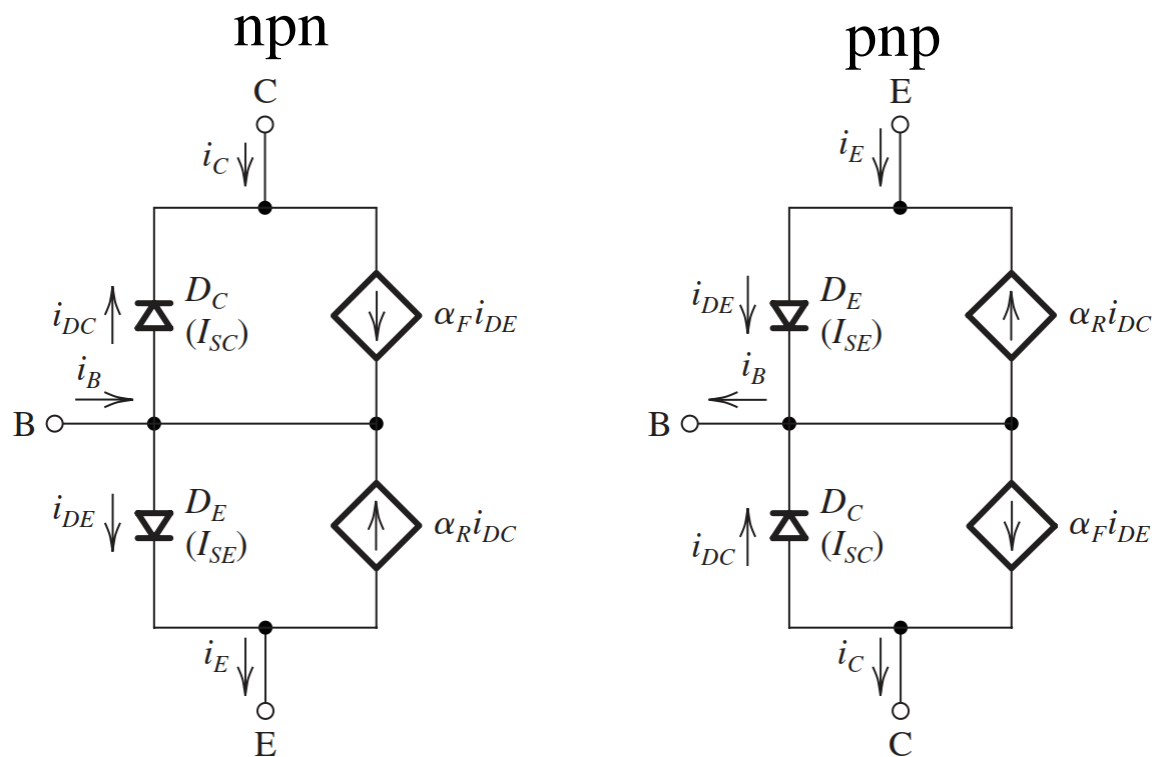 npn
C
i_C
i_DC
D_C
(I_SC)
α_F i_DE
i_B
B
i_DE
D_E
(I_SE)
α_R i_DC
i_E
E
pnp
E
i_E
i_DE
D_E
(I_SE)
α_R i_DC
i_B
B
i_DC
D_C
(I_SC)
α_F i_DE
i_C
C